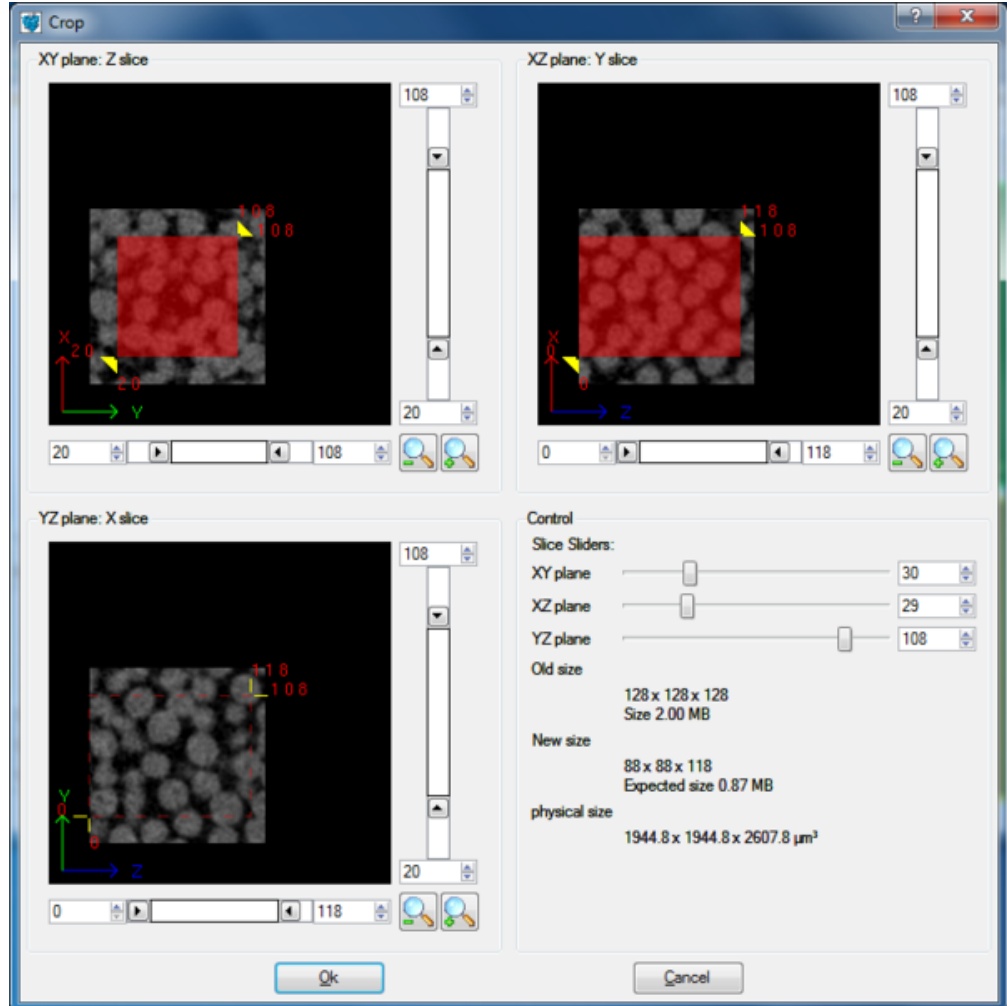 Crop
?
X
XY plane: Z slice
108
108
108
X
20
20
Y
20
20
108
XZ plane: Y slice
108
118
108
X
0
0
Z
20
0
118
YZ plane: X slice
108
118
108
Y
0
0
Z
20
0
118
Control
Slice Sliders:
XY plane 30
XZ plane 29
YZ plane 108
Old size
128 x 128 x 128
Size 2.00 MB
New size
88 x 88 x 118
Expected size 0.87 MB
physical size
1944.8 x 1944.8 x 2607.8 µm³
Ok
Cancel